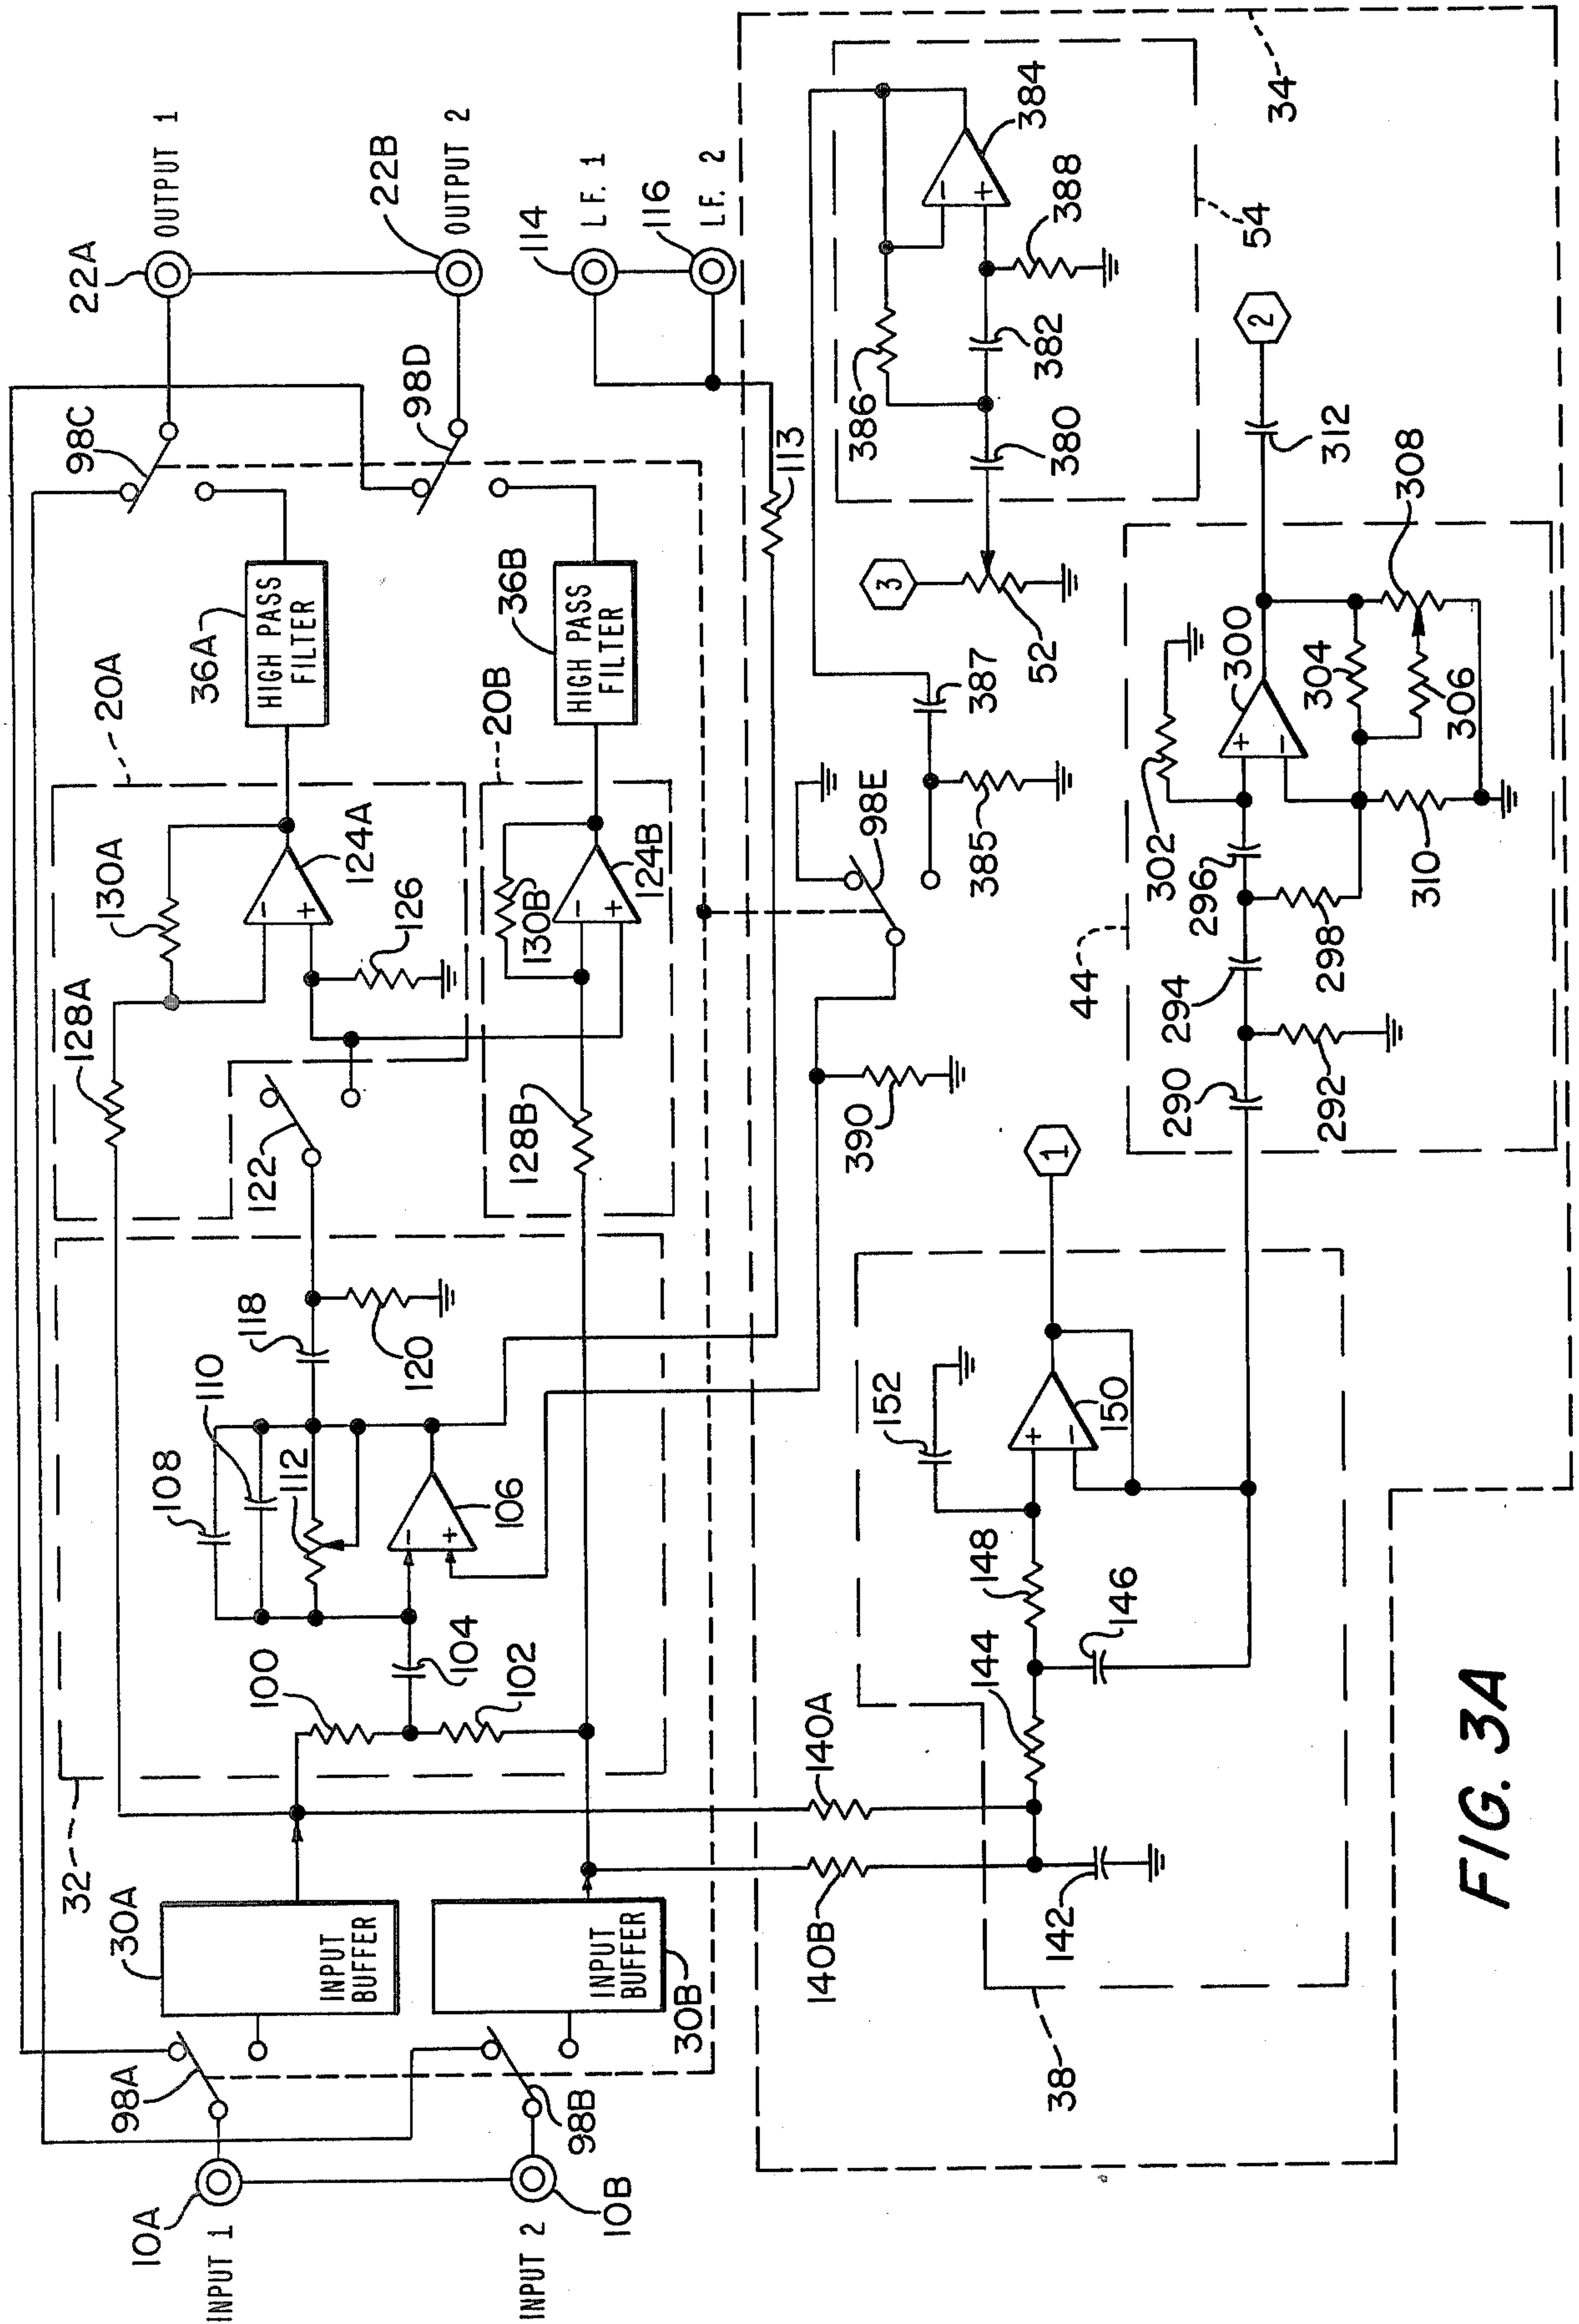 INPUT 1
10A
98A
30A
INPUT
BUFFER
INPUT 2
10B
98B
30B
INPUT
BUFFER
32
100
102
104
106
-
+
108
110
112
118
120
122
128A
130A
20A
124A
-
+
126
128B
130B
20B
124B
-
+
36A
HIGH PASS
FILTER
36B
HIGH PASS
FILTER
98C
98D
22A
OUTPUT 1
22B
OUTPUT 2
114
LF. 1
116
LF. 2
113
34
140A
140B
142
38
144
146
148
150
+
-
152
1
390
98E
385
387
52
3
380
382
386
384
-
+
388
54
44
290
292
294
296
298
300
+
-
302
304
306
308
310
312
2
FIG. 3A